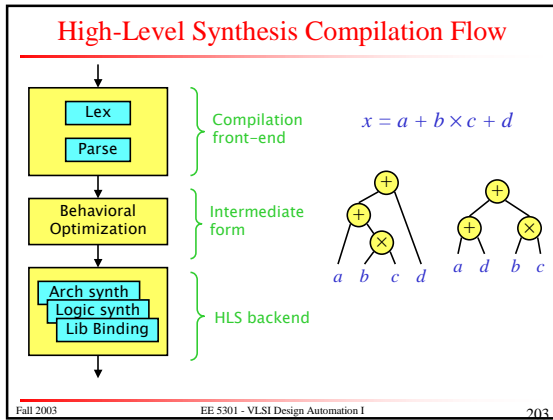 High-Level Synthesis Compilation Flow
Lex
Parse
Compilation
front-end
Behavioral
Optimization
Intermediate
form
Arch synth
Logic synth
Lib Binding
HLS backend
x = a + b × c + d
+
+
×
a b c d
+
+ ×
a d b c
Fall 2003 EE 5301 - VLSI Design Automation I 203